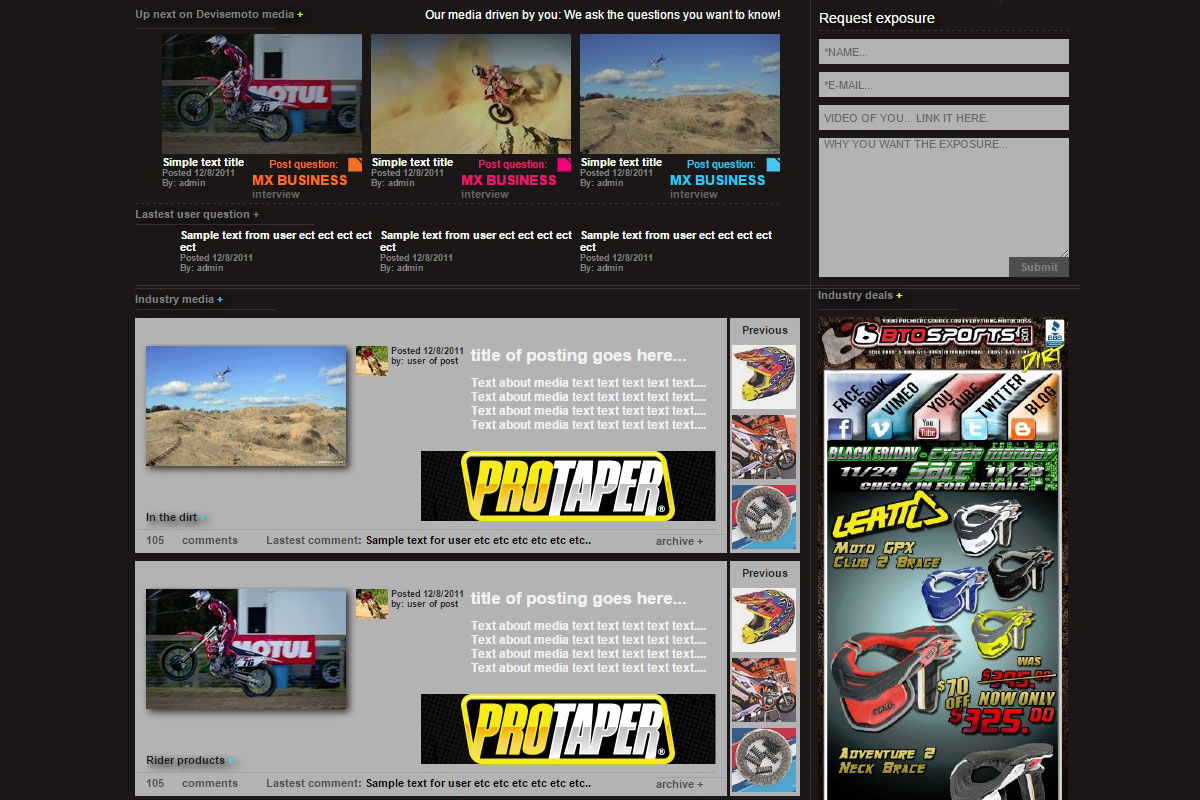 Up next on Devisemoto media +
Our media driven by you: We ask the questions you want to know!
MOTUL
Simple text title
Posted 12/8/2011
By: admin
Post question:
MX BUSINESS
interview
Simple text title
Posted 12/8/2011
By: admin
Post question:
MX BUSINESS
interview
Simple text title
Posted 12/8/2011
By: admin
Post question:
MX BUSINESS
interview
Lastest user question +
Sample text from user ect ect ect ect
ect
Posted 12/8/2011
By: admin
Sample text from user ect ect ect ect
ect
Posted 12/8/2011
By: admin
Sample text from user ect ect ect ect
ect
Posted 12/8/2011
By: admin
Request exposure
*NAME...
*E-MAIL...
VIDEO OF YOU... LINK IT HERE.
WHY YOU WANT THE EXPOSURE...
Submit
Industry media +
Posted 12/8/2011
by: user of post
title of posting goes here...
Text about media text text text text text....
Text about media text text text text text....
Text about media text text text text text....
Text about media text text text text text....
PROTAPER®
In the dirt +
105 comments
Lastest comment: Sample text for user etc etc etc etc etc..
archive +
Previous
MOTUL
Posted 12/8/2011
by: user of post
title of posting goes here...
Text about media text text text text text....
Text about media text text text text text....
Text about media text text text text text....
Text about media text text text text text....
PROTAPER®
Rider products +
105 comments
Lastest comment: Sample text for user etc etc etc etc etc..
archive +
Previous
Industry deals +
YOUR PREMIERE SOURCE FOR EVERYTHING MOTOCROSS
BTOSPORTS.COM
BBB
DIRT
FACE BOOK
VIMEO
YOU TUBE
TWITTER
BLOG
You Tube
BLACK FRIDAY - CYBER MONDAY
11/24 SALE 11/28
CHECK IN FOR DETAILS
LEATT
MOTO GPX
CLUB 2 BRACE
WAS
$395.00
$70 OFF
NOW ONLY
$325.00
ADVENTURE 2
NECK BRACE